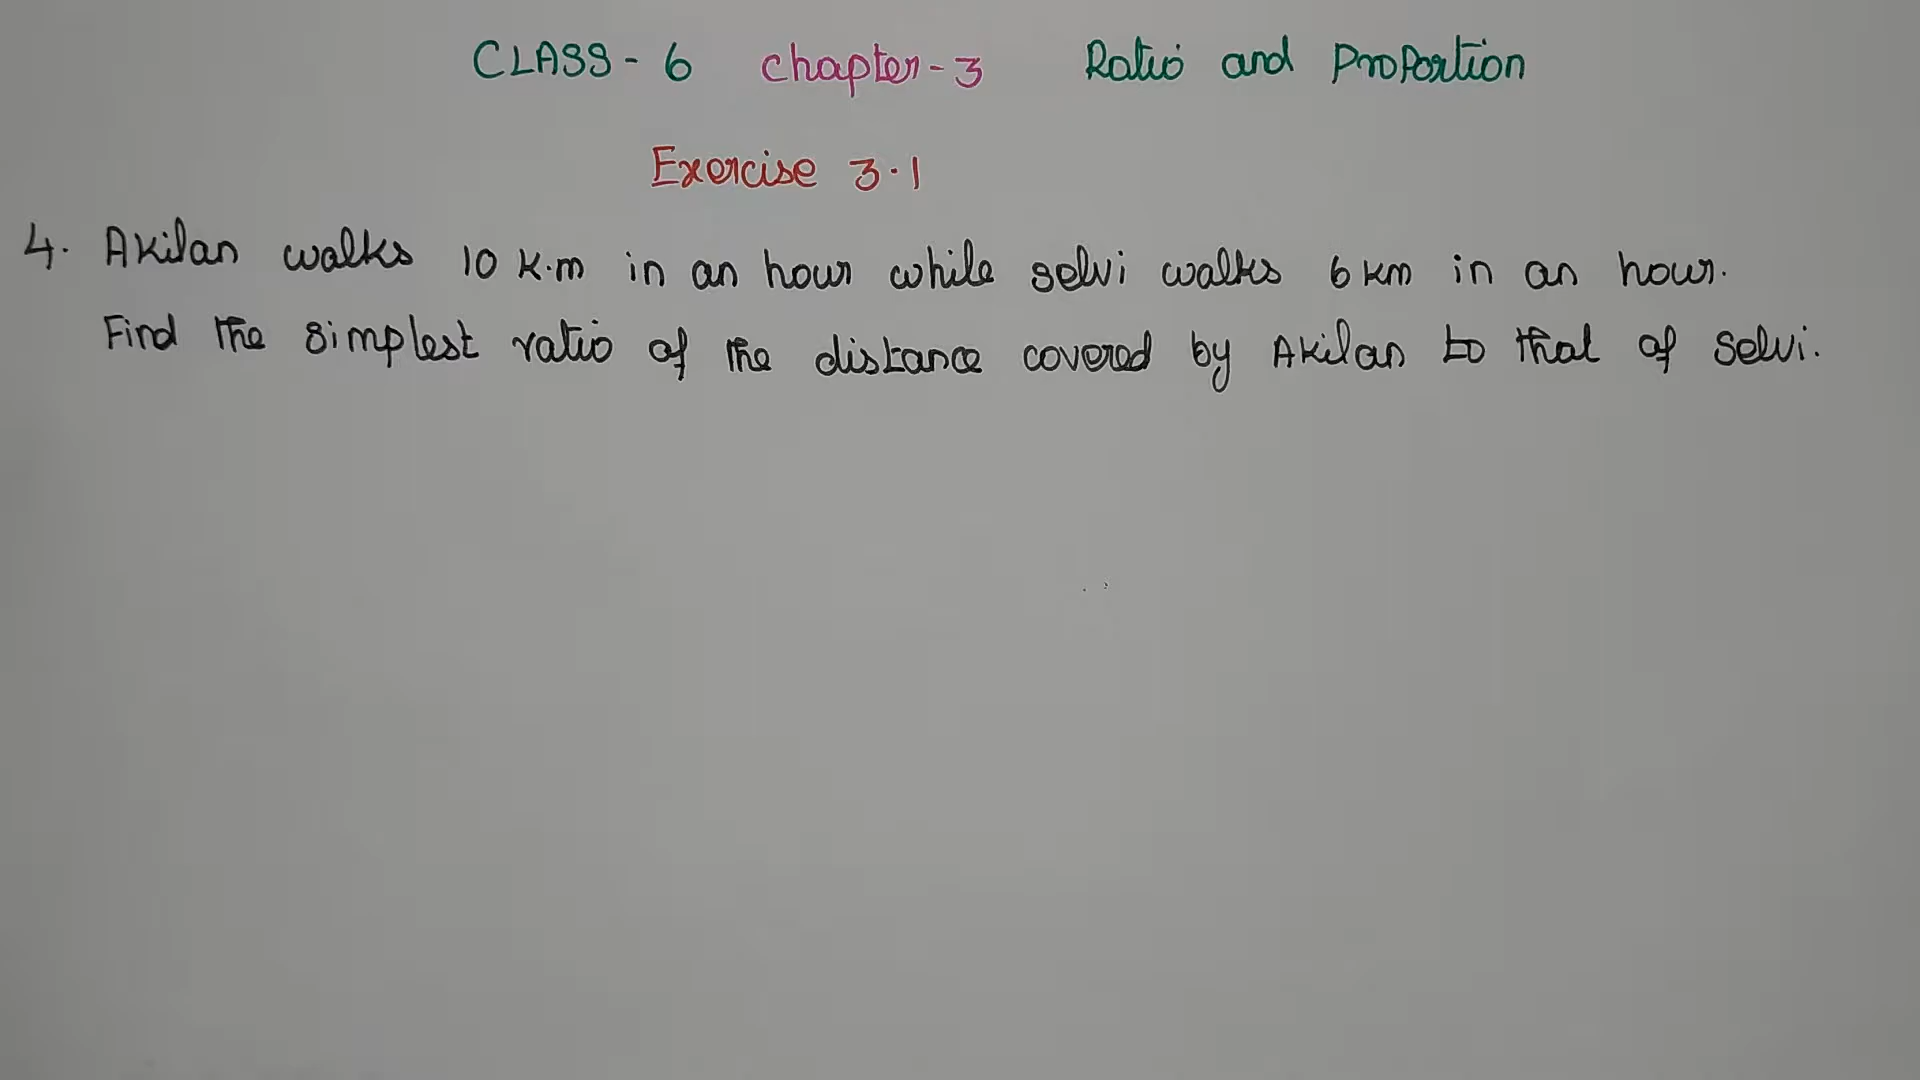 CLASS - 6 chapter - 3 Ratio and Proportion
Exercise 3.1
4. Akilan walks 10 k.m in an hour while selvi walks 6 km in an hour.
Find the simplest ratio of the distance covered by Akilan to that of selvi.